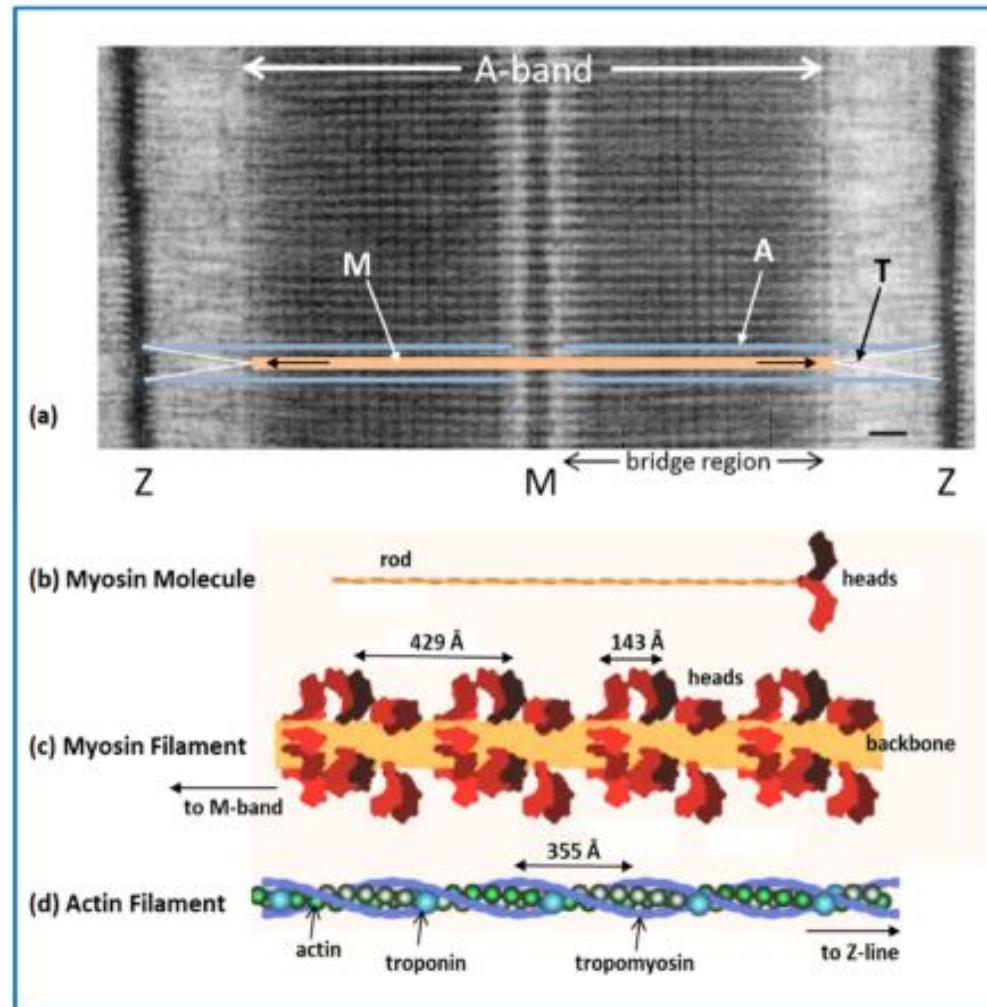 A-band
M
A
T
(a)
bridge region
Z
M
Z
(b) Myosin Molecule
rod
heads
429 Å
143 Å
heads
(c) Myosin Filament
backbone
to M-band
355 Å
(d) Actin Filament
actin
troponin
tropomyosin
to Z-line